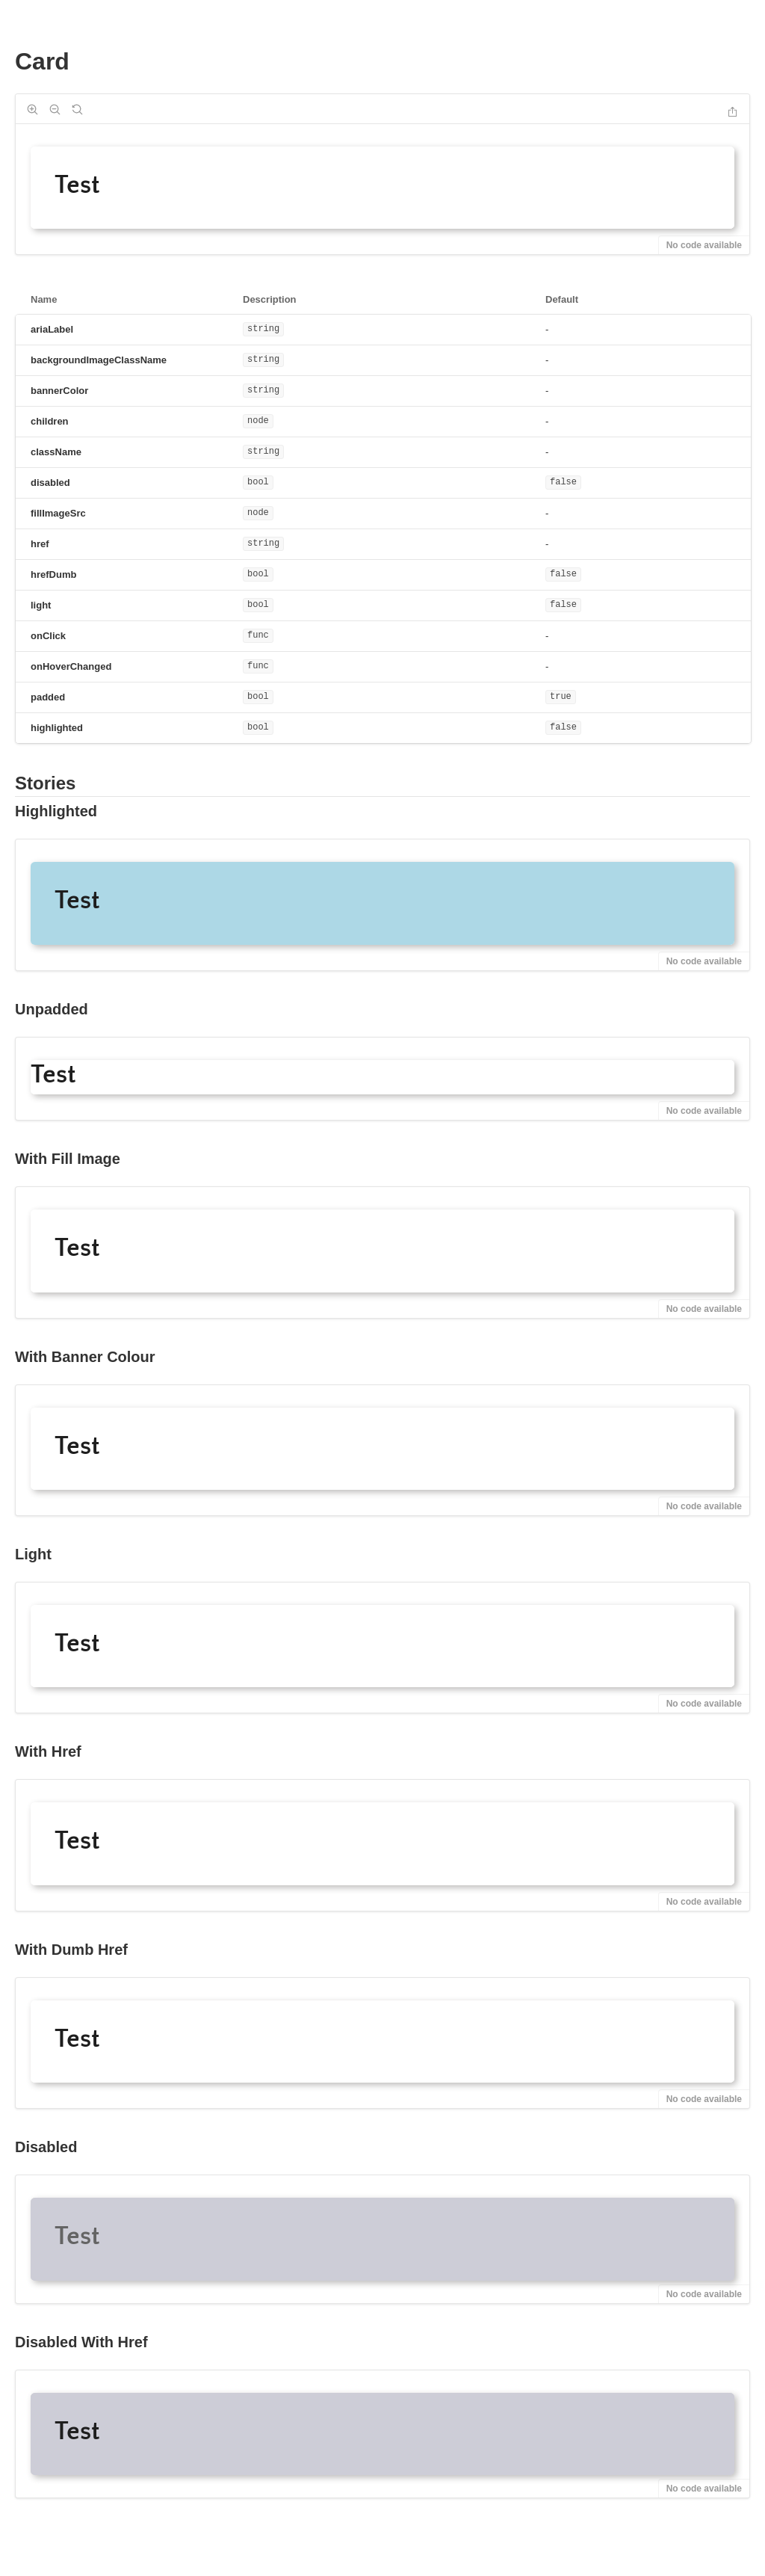 Card
Test
No code available
Name Description Default
ariaLabel string -
backgroundImageClassName string -
bannerColor string -
children node -
className string -
disabled bool false
fillImageSrc node -
href string -
hrefDumb bool false
light bool false
onClick func -
onHoverChanged func -
padded bool true
highlighted bool false
Stories
Highlighted
Test
No code available
Unpadded
Test
No code available
With Fill Image
Test
No code available
With Banner Colour
Test
No code available
Light
Test
No code available
With Href
Test
No code available
With Dumb Href
Test
No code available
Disabled
Test
No code available
Disabled With Href
Test
No code available